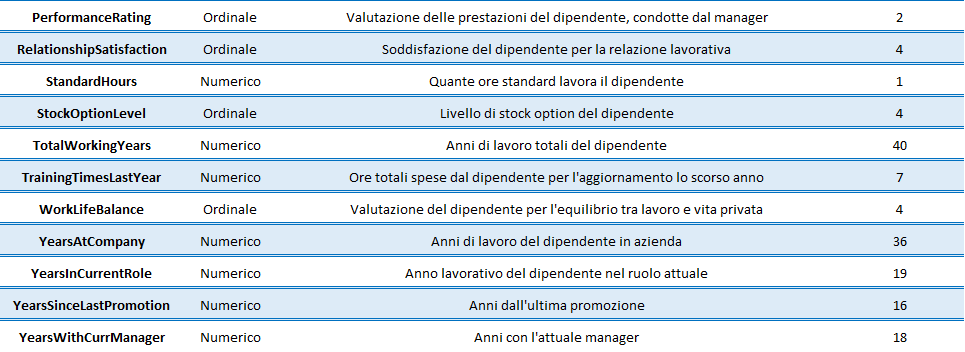 PerformanceRating Ordinale Valutazione delle prestazioni del dipendente, condotte dal manager 2
RelationshipSatisfaction Ordinale Soddisfazione del dipendente per la relazione lavorativa 4
StandardHours Numerico Quante ore standard lavora il dipendente 1
StockOptionLevel Ordinale Livello di stock option del dipendente 4
TotalWorkingYears Numerico Anni di lavoro totali del dipendente 40
TrainingTimesLastYear Numerico Ore totali spese dal dipendente per l'aggiornamento lo scorso anno 7
WorkLifeBalance Ordinale Valutazione del dipendente per l'equilibrio tra lavoro e vita privata 4
YearsAtCompany Numerico Anni di lavoro del dipendente in azienda 36
YearsInCurrentRole Numerico Anno lavorativo del dipendente nel ruolo attuale 19
YearsSinceLastPromotion Numerico Anni dall'ultima promozione 16
YearsWithCurrManager Numerico Anni con l'attuale manager 18